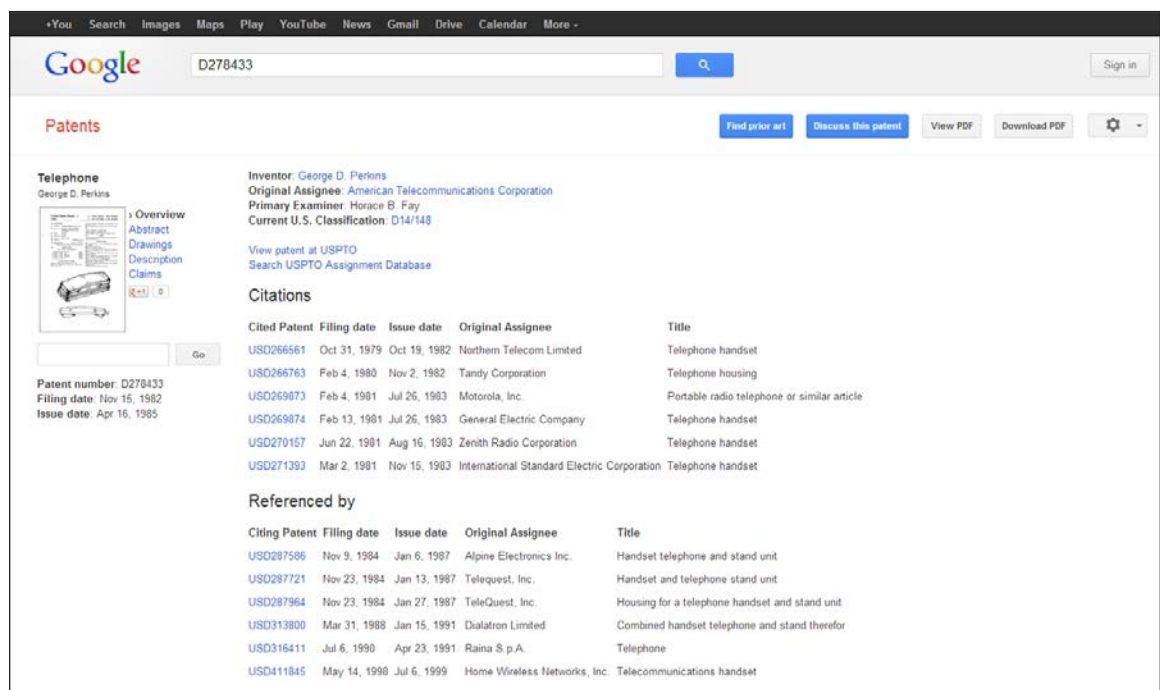 +You Search Images Maps Play YouTube News Gmail Drive Calendar More
Google D278433 Sign in
Patents Find prior art Discuss this patent View PDF Download PDF
Telephone
George D. Perkins
› Overview
Abstract
Drawings
Description
Claims
+1 0
Go
Patent number: D278433
Filing date: Nov 15, 1982
Issue date: Apr 16, 1985
Inventor: George D. Perkins
Original Assignee: American Telecommunications Corporation
Primary Examiner: Horace B. Fay
Current U.S. Classification: D14/148
View patent at USPTO
Search USPTO Assignment Database
Citations
Cited Patent Filing date Issue date Original Assignee Title
USD266561 Oct 31, 1979 Oct 19, 1982 Northern Telecom Limited Telephone handset
USD266763 Feb 4, 1980 Nov 2, 1982 Tandy Corporation Telephone housing
USD269873 Feb 4, 1981 Jul 26, 1983 Motorola, Inc. Portable radio telephone or similar article
USD269874 Feb 13, 1981 Jul 26, 1983 General Electric Company Telephone handset
USD270157 Jun 22, 1981 Aug 16, 1983 Zenith Radio Corporation Telephone handset
USD271393 Mar 2, 1981 Nov 15, 1983 International Standard Electric Corporation Telephone handset
Referenced by
Citing Patent Filing date Issue date Original Assignee Title
USD287586 Nov 9, 1984 Jan 6, 1987 Alpine Electronics Inc. Handset telephone and stand unit
USD287721 Nov 23, 1984 Jan 13, 1987 Telequest, Inc. Handset and telephone stand unit
USD287964 Nov 23, 1984 Jan 27, 1987 TeleQuest, Inc. Housing for a telephone handset and stand unit
USD313800 Mar 31, 1988 Jan 15, 1991 Dialatron Limited Combined handset telephone and stand therefor
USD316411 Jul 6, 1990 Apr 23, 1991 Raina S.p.A. Telephone
USD411845 May 14, 1998 Jul 6, 1999 Home Wireless Networks, Inc. Telecommunications handset